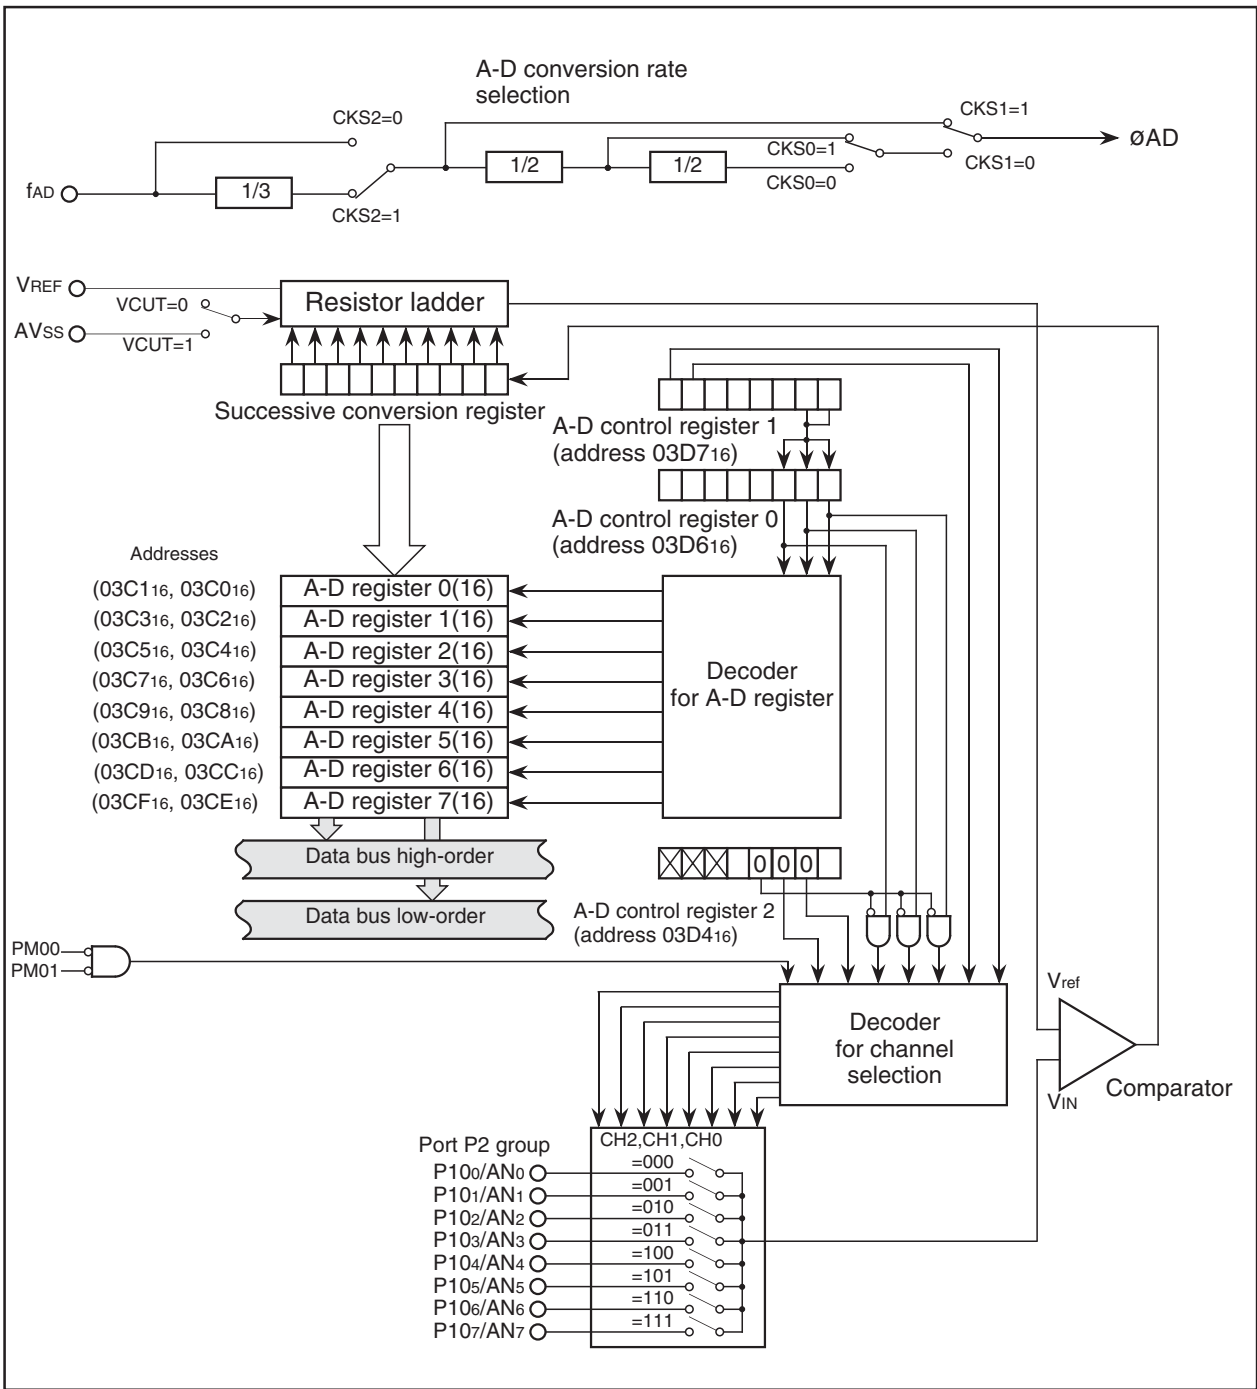 A-D conversion rate
selection
CKS2=0
CKS1=1
CKS0=1
øAD
fAD
1/3
1/2
1/2
CKS1=0
CKS0=0
CKS2=1
VREF
VCUT=0
Resistor ladder
AVSS
VCUT=1
Successive conversion register
A-D control register 1
(address 03D716)
A-D control register 0
(address 03D616)
Addresses
(03C116, 03C016)
A-D register 0(16)
(03C316, 03C216)
A-D register 1(16)
(03C516, 03C416)
A-D register 2(16)
(03C716, 03C616)
A-D register 3(16)
(03C916, 03C816)
A-D register 4(16)
(03CB16, 03CA16)
A-D register 5(16)
(03CD16, 03CC16)
A-D register 6(16)
(03CF16, 03CE16)
A-D register 7(16)
Decoder
for A-D register
Data bus high-order
Data bus low-order
0 0 0
A-D control register 2
(address 03D416)
PM00
PM01
Decoder
for channel
selection
Vref
VIN
Comparator
Port P2 group
CH2,CH1,CH0
P100/AN0
=000
P101/AN1
=001
P102/AN2
=010
P103/AN3
=011
P104/AN4
=100
P105/AN5
=101
P106/AN6
=110
P107/AN7
=111